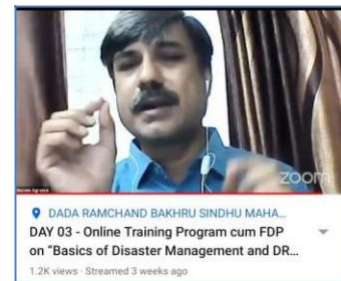 zoom
DADA RAMCHAND BAKHRU SINDHU MAHA...
DAY 03 - Online Training Program cum FDP
on "Basics of Disaster Management and DR...
1.2K views · Streamed 3 weeks ago